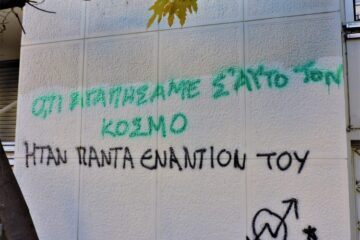 Ο,ΤΙ ΑΓΑΠΗΣΑΜΕ Σ' ΑΥΤΟ ΤΟΝ
ΚΟΣΜΟ
ΗΤΑΝ ΠΑΝΤΑ ΕΝΑΝΤΙΟΝ ΤΟΥ